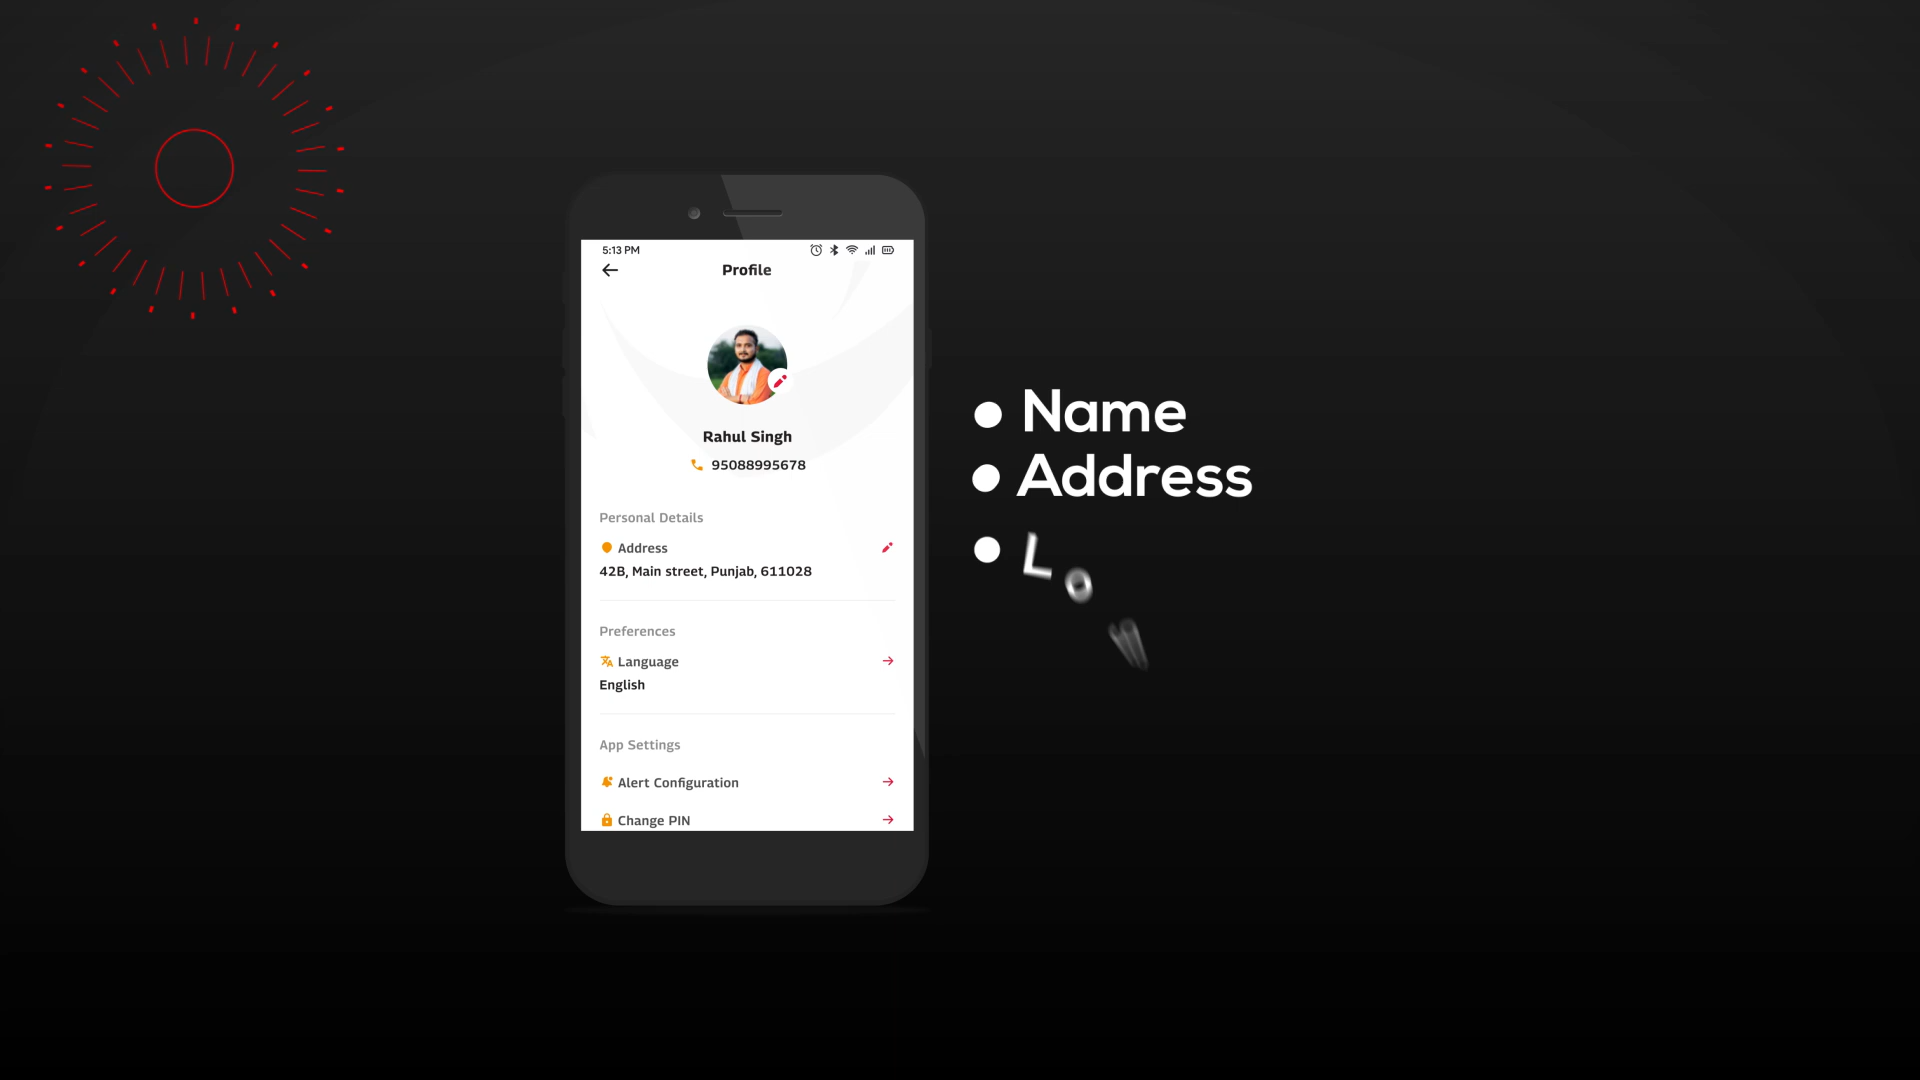 5:13 PM
Profile
Rahul Singh
95088995678
Personal Details
Address
42B, Main street, Punjab, 611028
Preferences
Language
English
App Settings
Alert Configuration
Change PIN
• Name
• Address